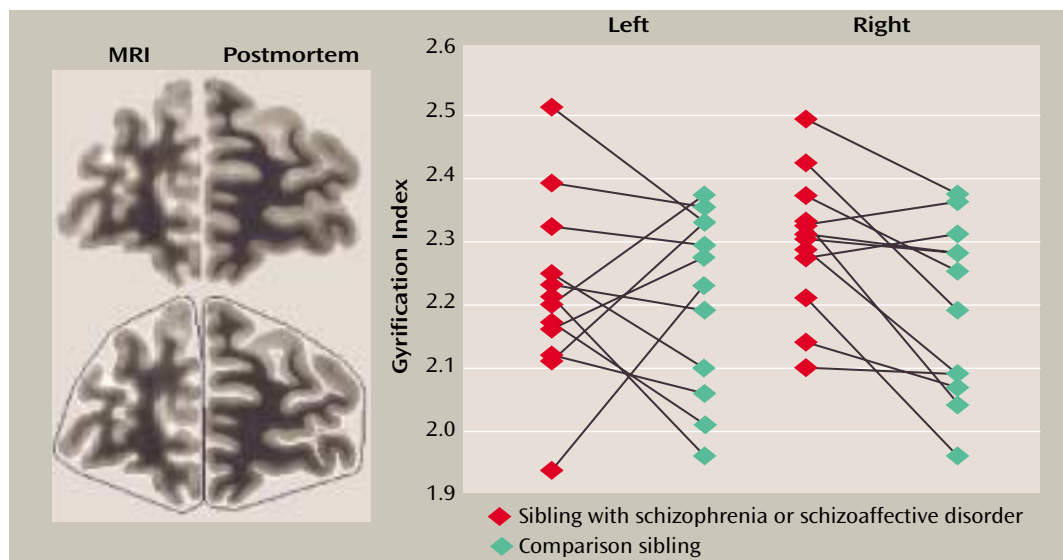 MRI Postmortem
Left Right
Gyrification Index
2.6
2.5
2.4
2.3
2.2
2.1
2.0
1.9
Sibling with schizophrenia or schizoaffective disorder
Comparison sibling